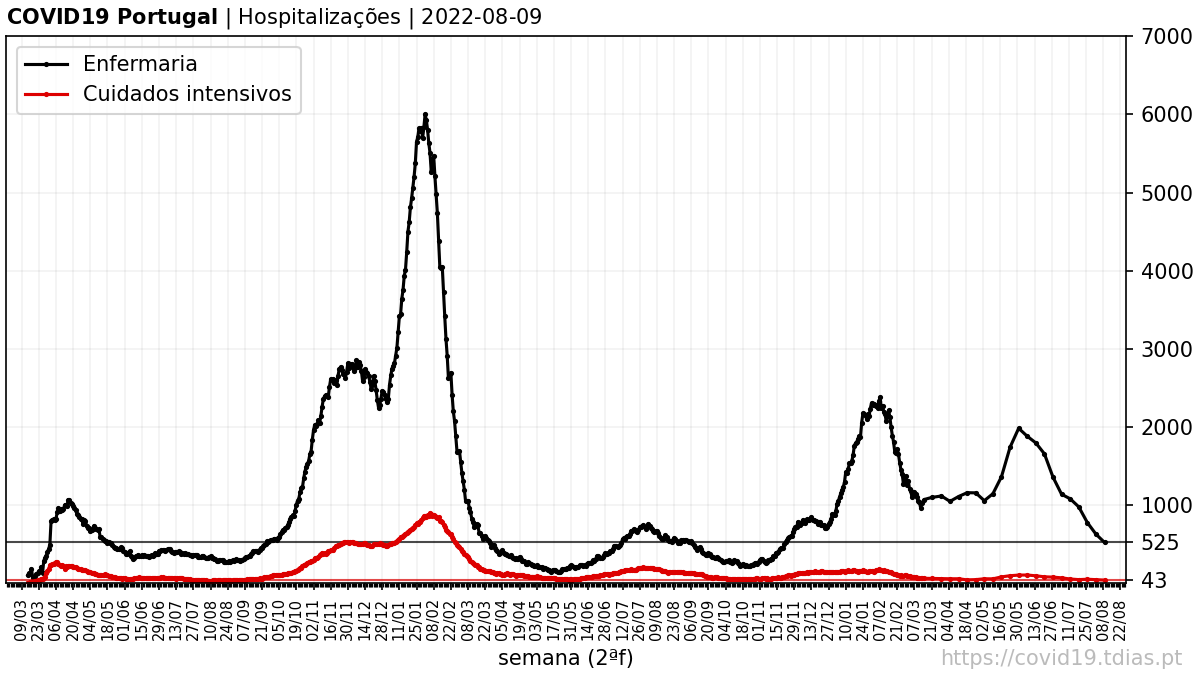 COVID19 Portugal | Hospitalizações | 2022-08-09
Enfermaria
Cuidados intensivos
7000
6000
5000
4000
3000
2000
1000
525
43
09/03 23/03 06/04 20/04 04/05 18/05 01/06 15/06 29/06 13/07 27/07 10/08 24/08 07/09 21/09 05/10 19/10 02/11 16/11 30/11 14/12 28/12 11/01 25/01 08/02 22/02 08/03 22/03 05/04 19/04 03/05 17/05 31/05 14/06 28/06 12/07 26/07 09/08 23/08 06/09 20/09 04/10 18/10 01/11 15/11 29/11 13/12 27/12 10/01 24/01 07/02 21/02 07/03 21/03 04/04 18/04 02/05 16/05 30/05 13/06 27/06 11/07 25/07 08/08 22/08
semana (2ªf)
https://covid19.tdias.pt